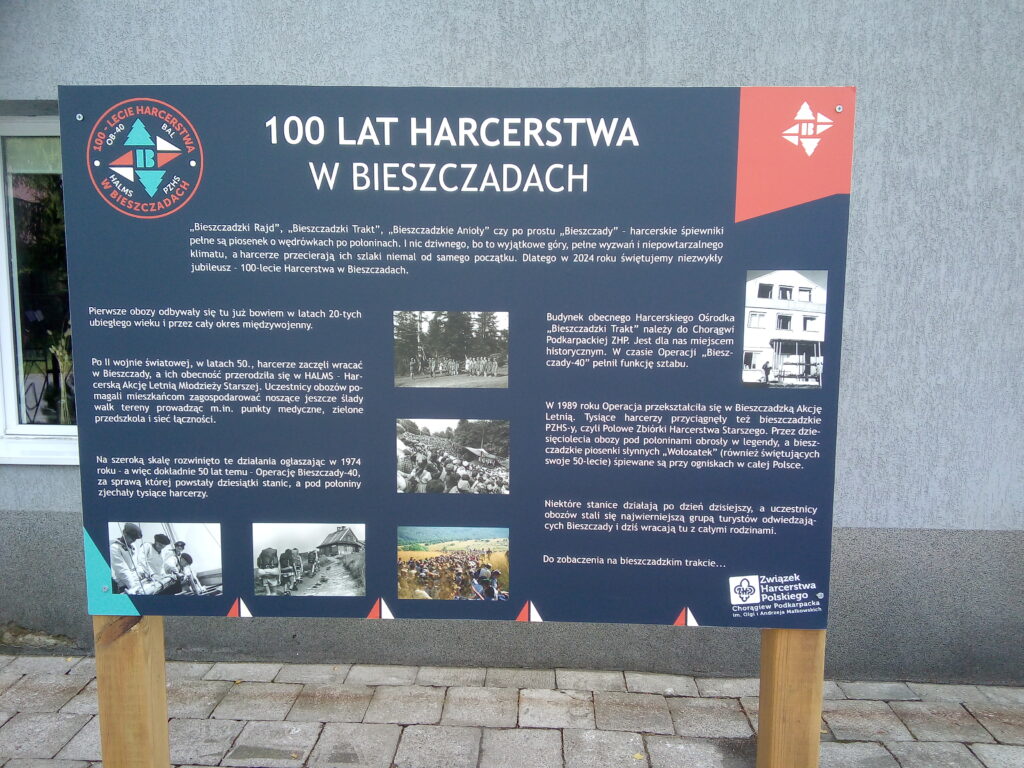 100 - LECIE HARCERSTWA
OB-40
BAL
B
HALMS
PZHS
W BIESZCZADACH
100 LAT HARCERSTWA
W BIESZCZADACH
„Bieszczadzki Rajd”, „Bieszczadzki Trakt”, „Bieszczadzkie Anioły” czy po prostu „Bieszczady” – harcerskie śpiewniki
pełne są piosenek o wędrówkach po połoninach. I nic dziwnego, bo to wyjątkowe góry, pełne wyzwań i niepowtarzalnego
klimatu, a harcerze przecierają ich szlaki niemal od samego początku. Dlatego w 2024 roku świętujemy niezwykły
jubileusz – 100-lecie Harcerstwa w Bieszczadach.
Pierwsze obozy odbywały się tu już bowiem w latach 20-tych
ubiegłego wieku i przez cały okres międzywojenny.
Po II wojnie światowej, w latach 50., harcerze zaczęli wracać
w Bieszczady, a ich obecność przerodziła się w HALMS - Har-
cerską Akcję Letnią Młodzieży Starszej. Uczestnicy obozów po-
magali mieszkańcom zagospodarować noszące jeszcze ślady
walk tereny prowadząc m.in. punkty medyczne, zielone
przedszkola i sieć łączności.
Na szeroką skalę rozwinięto te działania ogłaszając w 1974
roku – a więc dokładnie 50 lat temu – Operację Bieszczady-40,
za sprawą której powstały dziesiątki stanic, a pod połoniny
zjechały tysiące harcerzy.
Budynek obecnego Harcerskiego Ośrodka
„Bieszczadzki Trakt” należy do Chorągwi
Podkarpackiej ZHP. Jest dla nas miejscem
historycznym. W czasie Operacji „Biesz-
czady-40” pełnił funkcję sztabu.
W 1989 roku Operacja przekształciła się w Bieszczadzką Akcję
Letnią. Tysiące harcerzy przyciągnęły też bieszczadzkie
PZHS-y, czyli Polowe Zbiórki Harcerstwa Starszego. Przez dzie-
sięciolecia obozy pod połoninami obrosły w legendy, a biesz-
czadzkie piosenki słynnych „Wołosatek” (również świętujących
swoje 50-lecie) śpiewane są przy ogniskach w całej Polsce.
Niektóre stanice działają po dzień dzisiejszy, a uczestnicy
obozów stali się najwierniejszą grupą turystów odwiedzają-
cych Bieszczady i dziś wracają tu z całymi rodzinami.
Do zobaczenia na bieszczadzkim trakcie...
ZHP
Związek
Harcerstwa
Polskiego
Chorągiew Podkarpacka
im. Olgi i Andrzeja Małkowskich